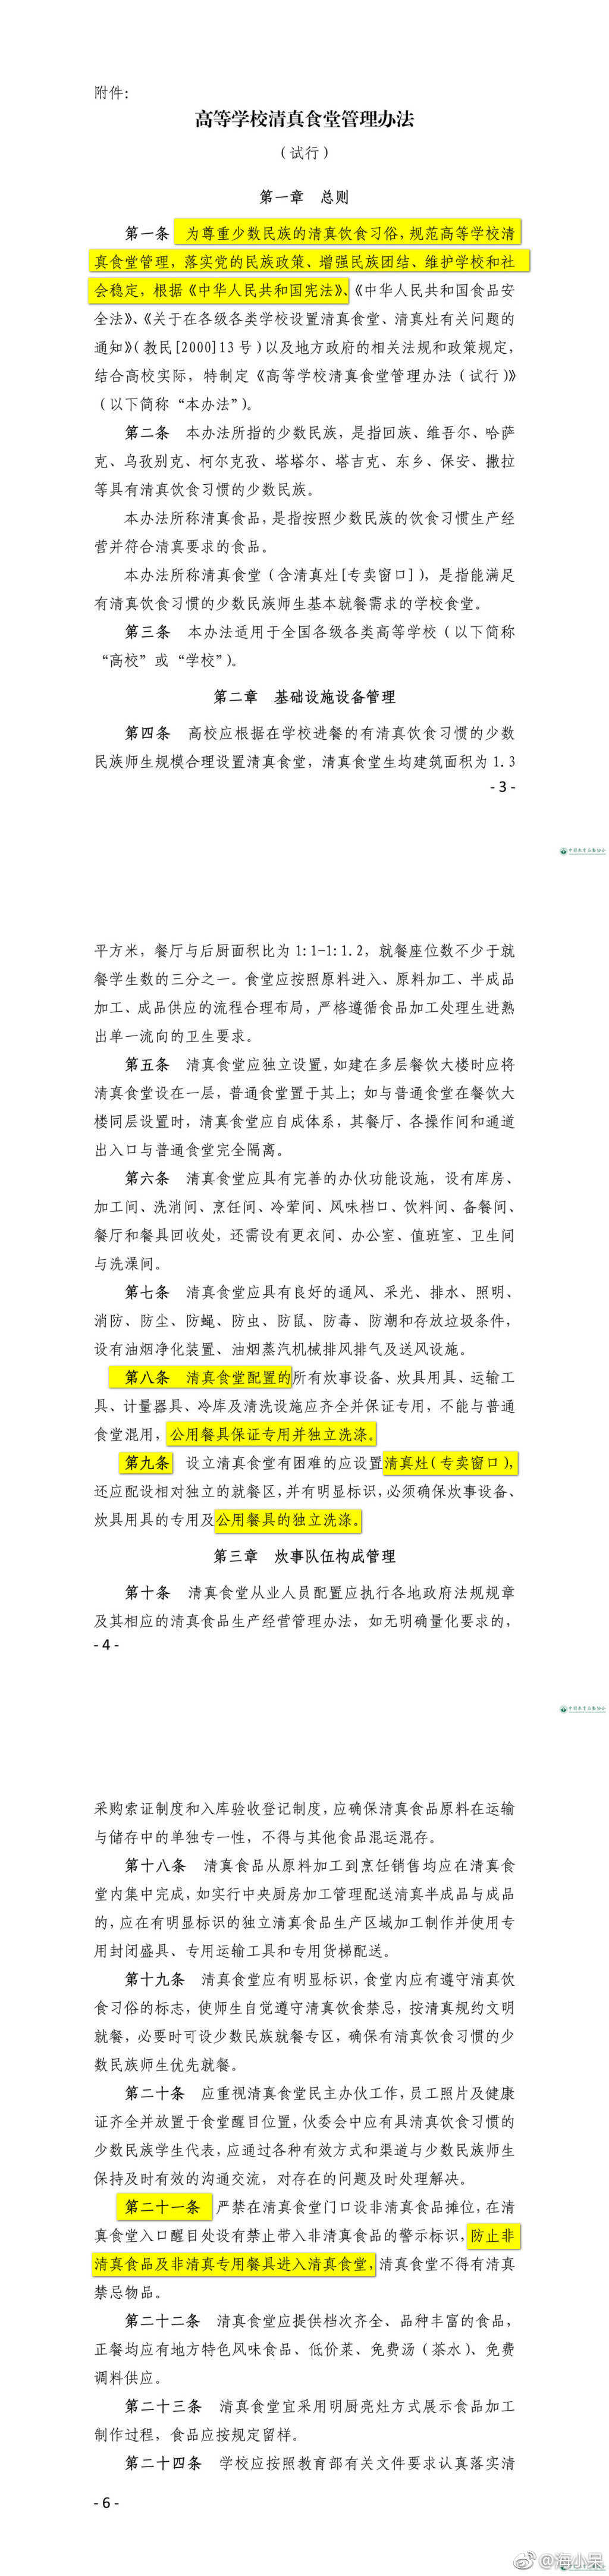 附件:
高等学校清真食堂管理办法
（试行）
第一章　总则
第一条　为尊重少数民族的清真饮食习俗，规范高等学校清
真食堂管理，落实党的民族政策、增强民族团结、维护学校和社
会稳定，根据《中华人民共和国宪法》、《中华人民共和国食品安
全法》、《关于在各级各类学校设置清真食堂、清真灶有关问题的
通知》（教民[2000]13号）以及地方政府的相关法规和政策规定，
结合高校实际，特制定《高等学校清真食堂管理办法（试行）》
（以下简称“本办法”）。
第二条　本办法所指的少数民族，是指回族、维吾尔、哈萨
克、乌孜别克、柯尔克孜、塔塔尔、塔吉克、东乡、保安、撒拉
等具有清真饮食习惯的少数民族。
本办法所称清真食品，是指按照少数民族的饮食习惯生产经
营并符合清真要求的食品。
本办法所称清真食堂（含清真灶[专卖窗口]），是指能满足
有清真饮食习惯的少数民族师生基本就餐需求的学校食堂。
第三条　本办法适用于全国各级各类高等学校（以下简称
“高校”或“学校”）。
第二章　基础设施设备管理
第四条　高校应根据在学校进餐的有清真饮食习惯的少数
民族师生规模合理设置清真食堂，清真食堂生均建筑面积为1.3
- 3 -
平方米，餐厅与后厨面积比为1:1-1:1.2，就餐座位数不少于就
餐学生数的三分之一。食堂应按照原料进入、原料加工、半成品
加工、成品供应的流程合理布局，严格遵循食品加工处理生进熟
出单一流向的卫生要求。
第五条　清真食堂应独立设置，如建在多层餐饮大楼时应将
清真食堂设在一层，普通食堂置于其上；如与普通食堂在餐饮大
楼同层设置时，清真食堂应自成体系，其餐厅、各操作间和通道
出入口与普通食堂完全隔离。
第六条　清真食堂应具有完善的办伙功能设施，设有库房、
加工间、洗消间、烹饪间、冷荤间、风味档口、饮料间、备餐间、
餐厅和餐具回收处，还需设有更衣间、办公室、值班室、卫生间
与洗澡间。
第七条　清真食堂应具有良好的通风、采光、排水、照明、
消防、防尘、防蝇、防虫、防鼠、防毒、防潮和存放垃圾条件，
设有油烟净化装置、油烟蒸汽机械排风排气及送风设施。
第八条　清真食堂配置的所有炊事设备、炊具用具、运输工
具、计量器具、冷库及清洗设施应齐全并保证专用，不能与普通
食堂混用，公用餐具保证专用并独立洗涤。
第九条　设立清真食堂有困难的应设置清真灶（专卖窗口），
还应配设相对独立的就餐区，并有明显标识，必须确保炊事设备、
炊具用具的专用及公用餐具的独立洗涤。
第三章　炊事队伍构成管理
第十条　清真食堂从业人员配置应执行各地政府法规规章
及其相应的清真食品生产经营管理办法，如无明确量化要求的，
- 4 -
采购索证制度和入库验收登记制度，应确保清真食品原料在运输
与储存中的单独专一性，不得与其他食品混运混存。
第十八条　清真食品从原料加工到烹饪销售均应在清真食
堂内集中完成，如实行中央厨房加工管理配送清真半成品与成品
的，应在有明显标识的独立清真食品生产区域加工制作并使用专
用封闭盛具、专用运输工具和专用货梯配送。
第十九条　清真食堂应有明显标识，食堂内应有遵守清真饮
食习俗的标志，使师生自觉遵守清真饮食禁忌，按清真规约文明
就餐，必要时可设少数民族就餐专区，确保有清真饮食习惯的少
数民族师生优先就餐。
第二十条　应重视清真食堂民主办伙工作，员工照片及健康
证齐全并放置于食堂醒目位置，伙委会中应有具清真饮食习惯的
少数民族学生代表，应通过各种有效方式和渠道与少数民族师生
保持及时有效的沟通交流，对存在的问题及时处理解决。
第二十一条　严禁在清真食堂门口设非清真食品摊位，在清
真食堂入口醒目处设有禁止带入非清真食品的警示标识，防止非
清真食品及非清真专用餐具进入清真食堂，清真食堂不得有清真
禁忌物品。
第二十二条　清真食堂应提供档次齐全、品种丰富的食品，
正餐均应有地方特色风味食品、低价菜、免费汤（茶水）、免费
调料供应。
第二十三条　清真食堂宜采用明厨亮灶方式展示食品加工
制作过程，食品应按规定留样。
第二十四条　学校应按照教育部有关文件要求认真落实清
- 6 -
@海小呆